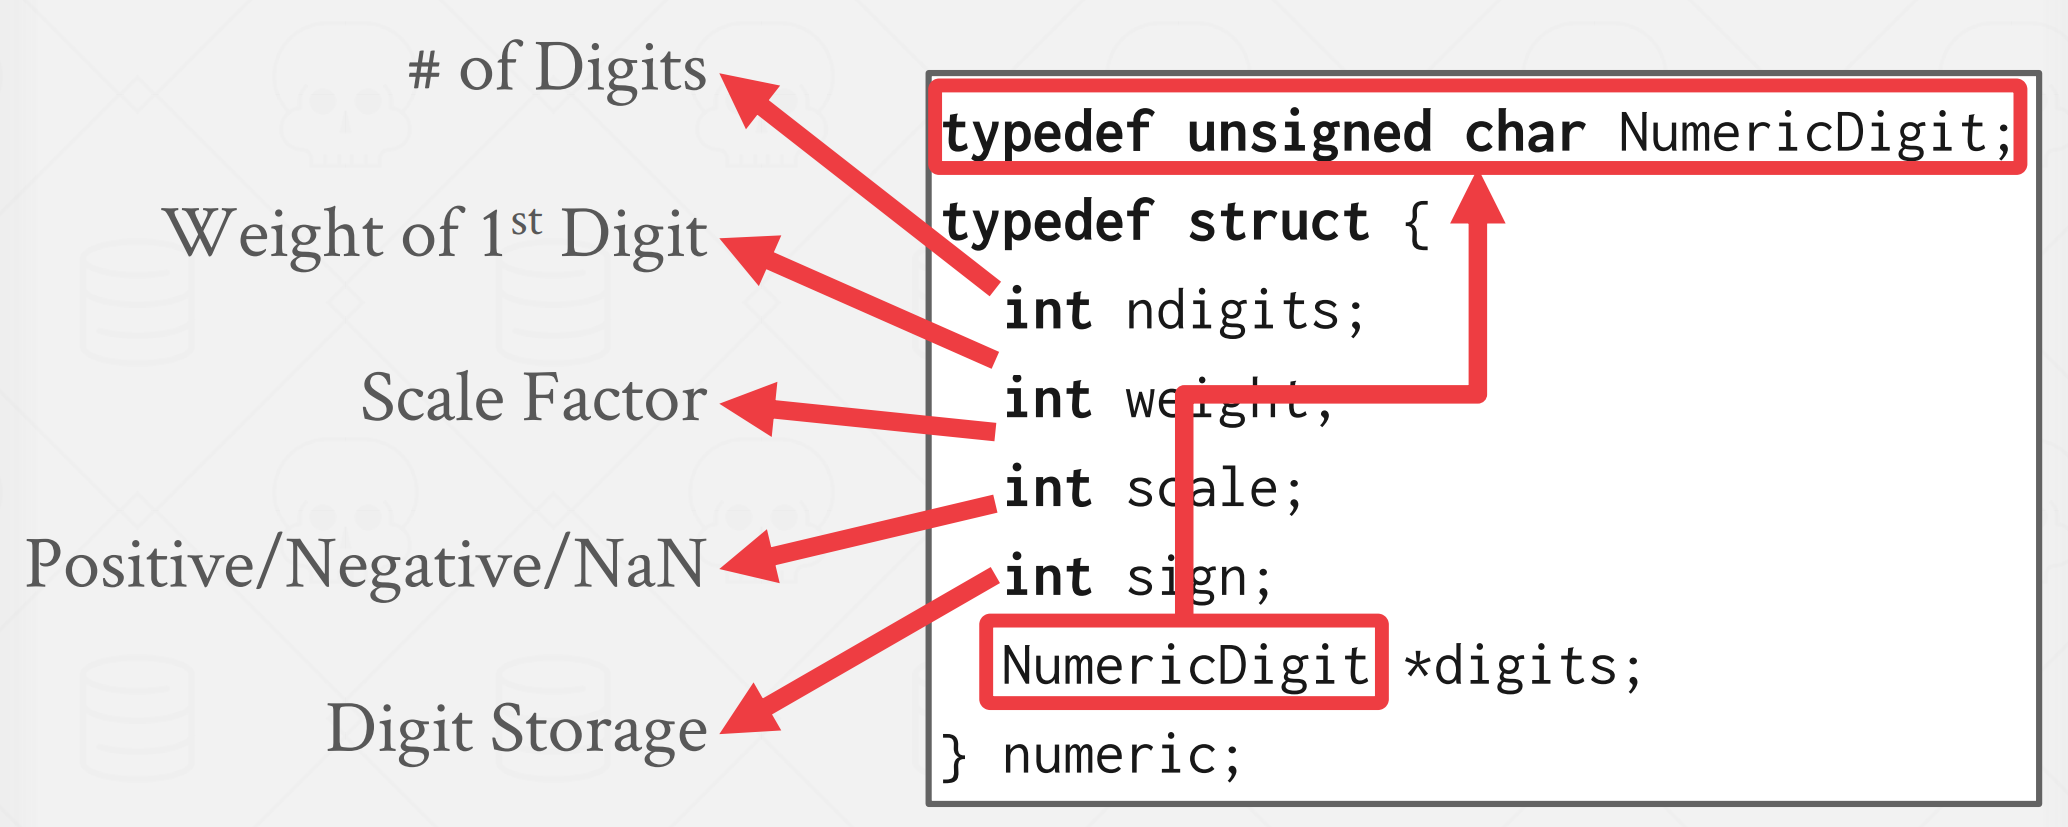 # of Digits
Weight of 1st Digit
Scale Factor
Positive/Negative/NaN
Digit Storage
typedef unsigned char NumericDigit;
typedef struct {
int ndigits;
int weight;
int scale;
int sign;
NumericDigit *digits;
} numeric;